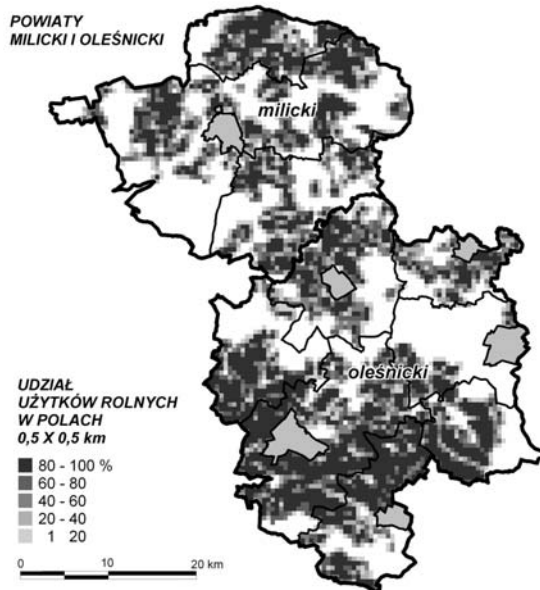 POWIATY
MILICKI I OLEŚNICKI
milicki
oleśnicki
UDZIAŁ
UŻYTKÓW ROLNYCH
W POLACH
0,5 X 0,5 km
80 - 100 %
60 - 80
40 - 60
20 - 40
1 20
0 10 20 km